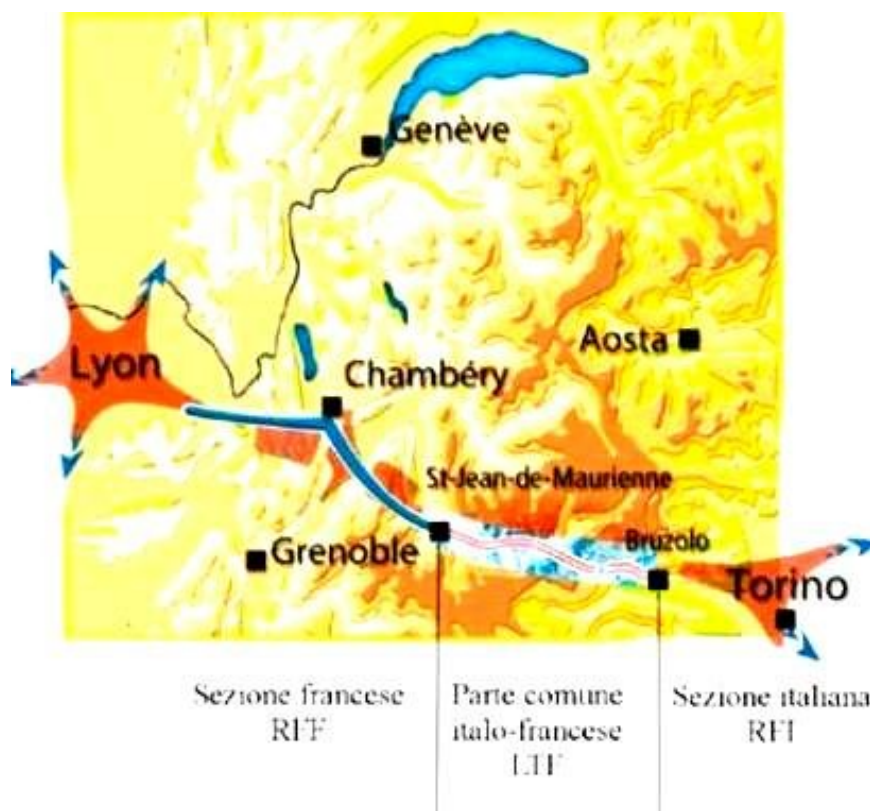 Genève
Lyon
Aosta
Chambéry
St-Jean-de-Maurienne
Grenoble
Bruzolo
Torino
Sezione francese
RFF
Parte comune
italo-francese
LTF
Sezione italiana
RFI